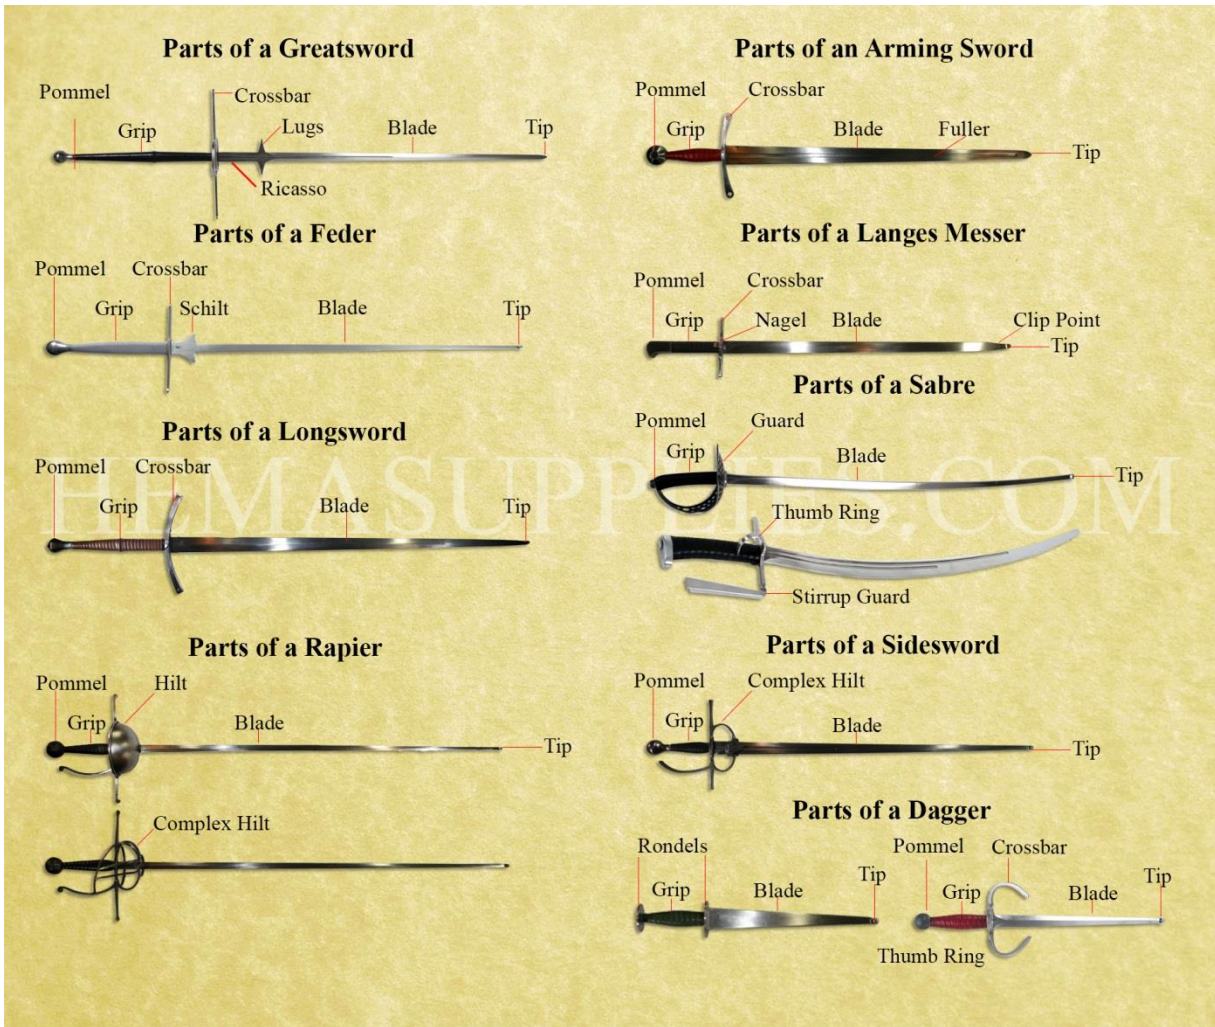 Parts of a Greatsword
Pommel
Crossbar
Grip
Lugs
Blade
Tip
Ricasso
Parts of a Feder
Pommel
Crossbar
Grip
Schilt
Blade
Tip
Parts of a Longsword
Pommel
Crossbar
Grip
Blade
Tip
Parts of a Rapier
Pommel
Hilt
Grip
Blade
Tip
Complex Hilt
Parts of an Arming Sword
Pommel
Crossbar
Grip
Blade
Fuller
Tip
Parts of a Langes Messer
Pommel
Crossbar
Grip
Nagel
Blade
Clip Point
Tip
Parts of a Sabre
Pommel
Guard
Grip
Blade
Tip
HEMASUPPLIES.COM
Thumb Ring
Stirrup Guard
Parts of a Sidesword
Pommel
Complex Hilt
Grip
Blade
Tip
Parts of a Dagger
Rondels
Grip
Blade
Tip
Pommel
Crossbar
Grip
Blade
Tip
Thumb Ring